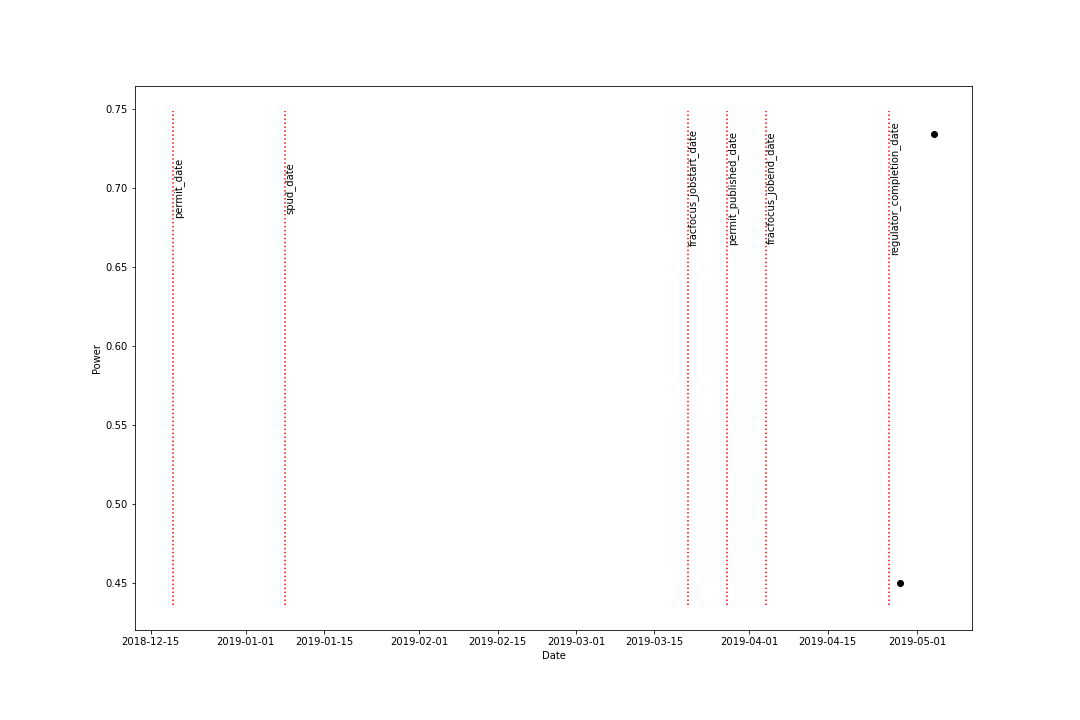 0.75
0.70
0.65
0.60
0.55
0.50
0.45
Power
permit_date
spud_date
fracfocus_jobstart_date
permit_published_date
fracfocus_jobend_date
regulator_completion_date
2018-12-15
2019-01-01
2019-01-15
2019-02-01
2019-02-15
2019-03-01
2019-03-15
2019-04-01
2019-04-15
2019-05-01
Date